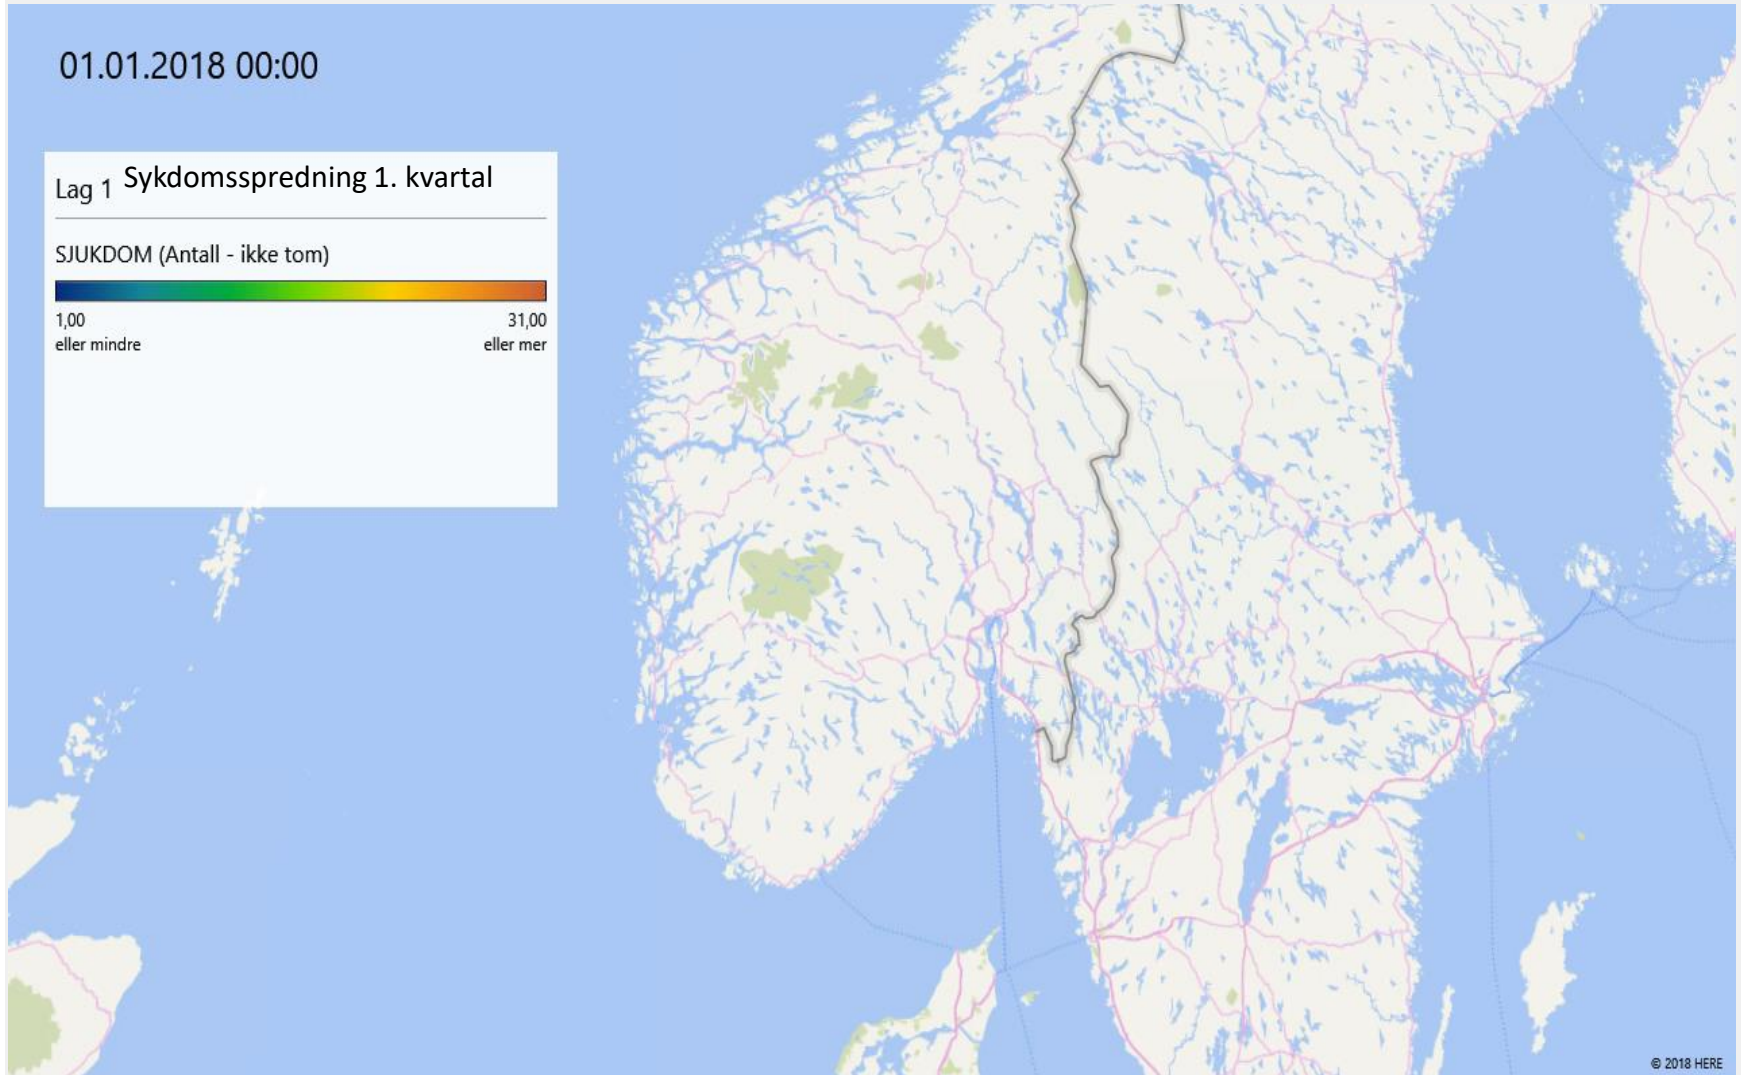 01.01.2018 00:00
Lag 1 Sykdomsspredning 1. kvartal
SJUKDOM (Antall - ikke tom)
1,00 31,00
eller mindre eller mer
© 2018 HERE